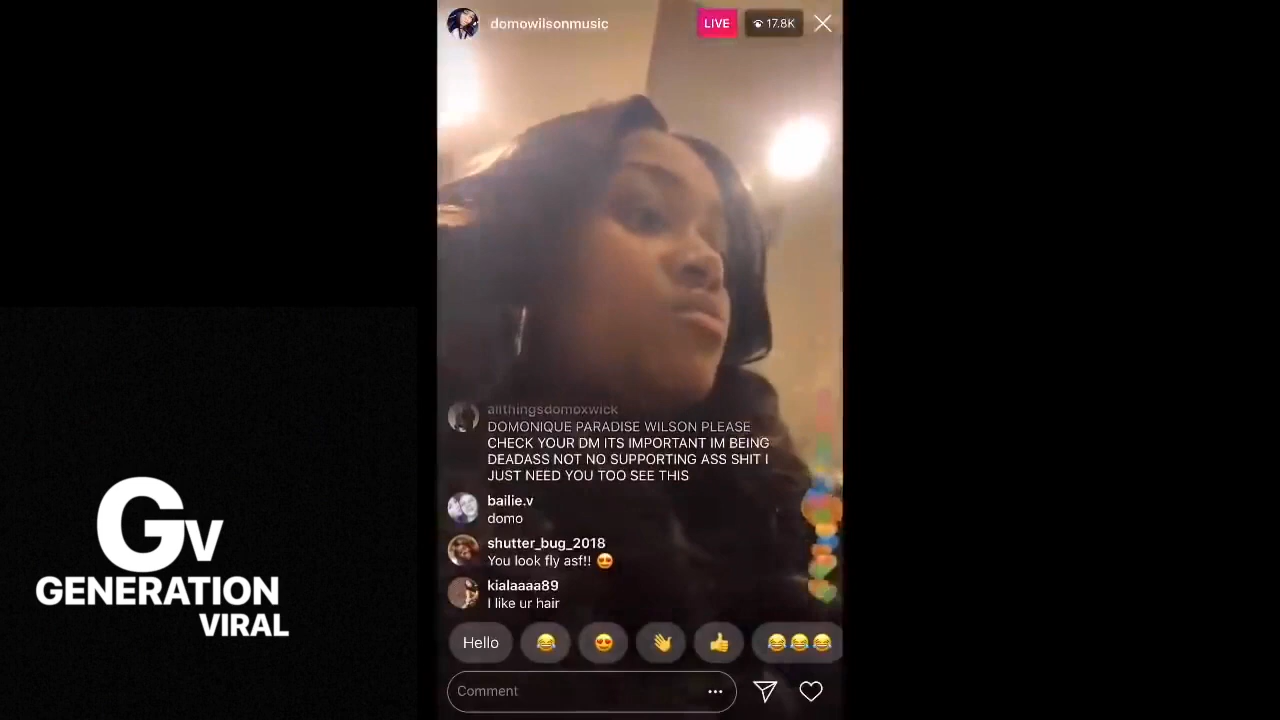 domowilsonmusic
LIVE
17.8K
allthingsdomoxwick
DOMONIQUE PARADISE WILSON PLEASE
CHECK YOUR DM ITS IMPORTANT IM BEING
DEADASS NOT NO SUPPORTING ASS SHIT I
JUST NEED YOU TOO SEE THIS
bailie.v
domo
shutter_bug_2018
You look fly asf!! 😍
kialaaaa89
I like ur hair
Hello 😂 😍 👋 👍 😂😂😂
Comment
GV
GENERATION
VIRAL